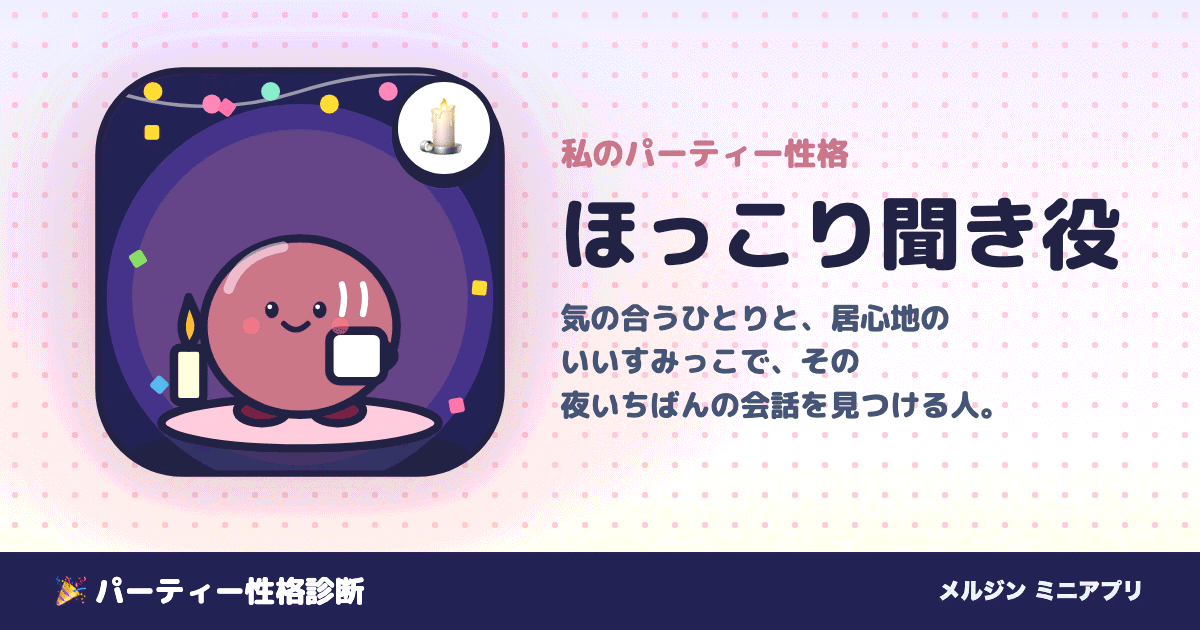 私のパーティー性格
ほっこり聞き役
気の合うひとりと、居心地の
いいすみっこで、その
夜いちばんの会話を見つける人。
🎉 パーティー性格診断
メルジン ミニアプリ